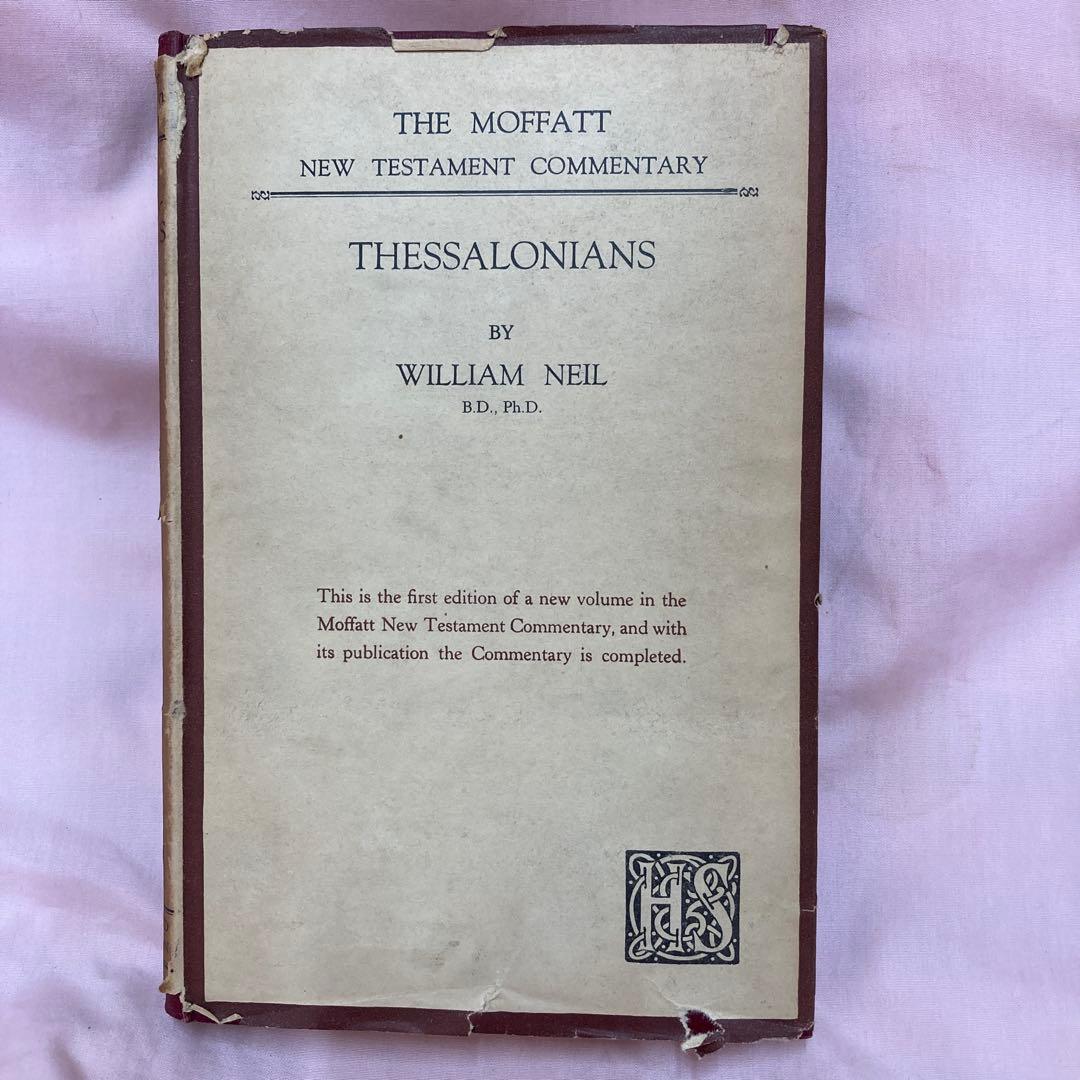 THE MOFFATT
NEW TESTAMENT COMMENTARY
THESSALONIANS
BY
WILLIAM NEIL
B.D., Ph.D.
This is the first edition of a new volume in the
Moffatt New Testament Commentary, and with
its publication the Commentary is completed.
HS